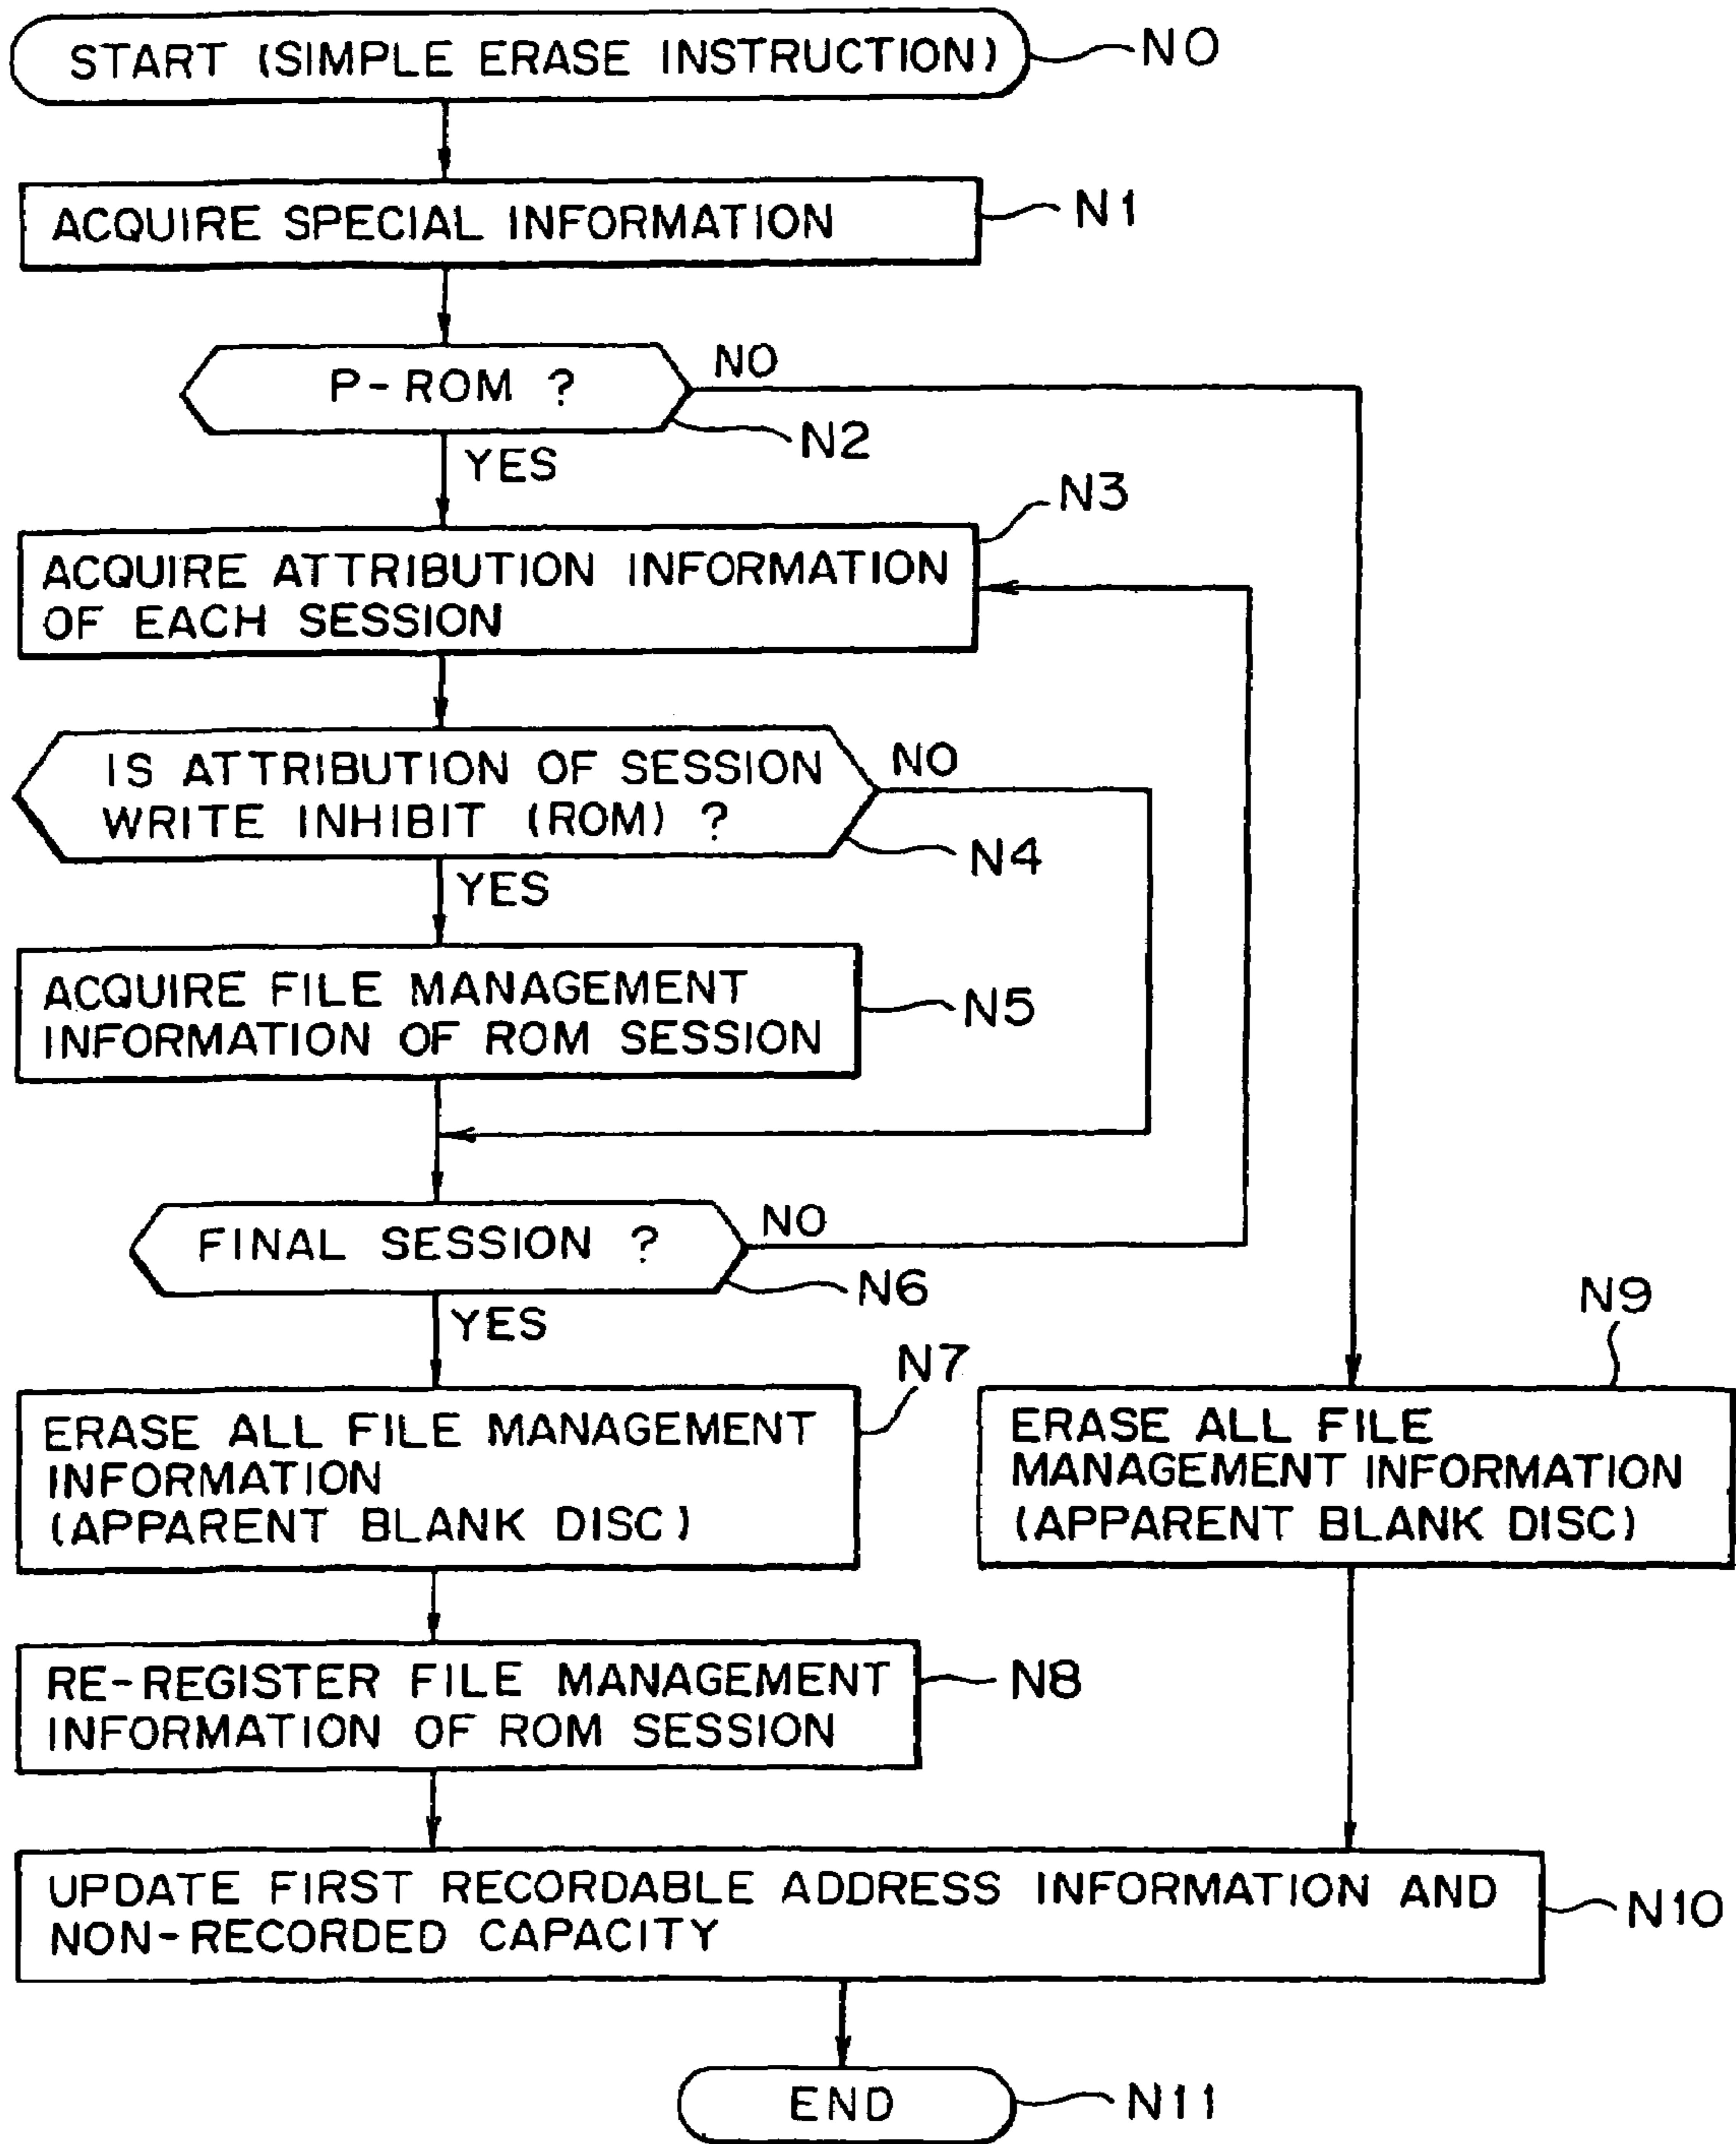 START (SIMPLE ERASE INSTRUCTION)
N0
ACQUIRE SPECIAL INFORMATION
N1
P-ROM ?
NO
N2
YES
N3
ACQUIRE ATTRIBUTION INFORMATION
OF EACH SESSION
IS ATTRIBUTION OF SESSION
WRITE INHIBIT (ROM) ?
NO
N4
YES
ACQUIRE FILE MANAGEMENT
INFORMATION OF ROM SESSION
N5
FINAL SESSION ?
NO
N6
YES
N7
ERASE ALL FILE MANAGEMENT
INFORMATION
(APPARENT BLANK DISC)
N9
ERASE ALL FILE
MANAGEMENT INFORMATION
(APPARENT BLANK DISC)
RE-REGISTER FILE MANAGEMENT
INFORMATION OF ROM SESSION
N8
UPDATE FIRST RECORDABLE ADDRESS INFORMATION AND
NON-RECORDED CAPACITY
N10
END
N11